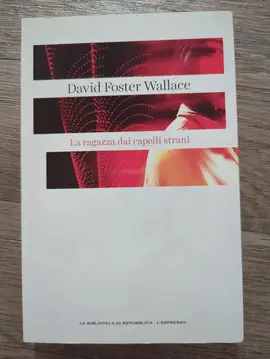 David Foster Wallace
La ragazza dai capelli strani
LA BIBLIOTECA DI REPUBBLICA - L'ESPRESSO